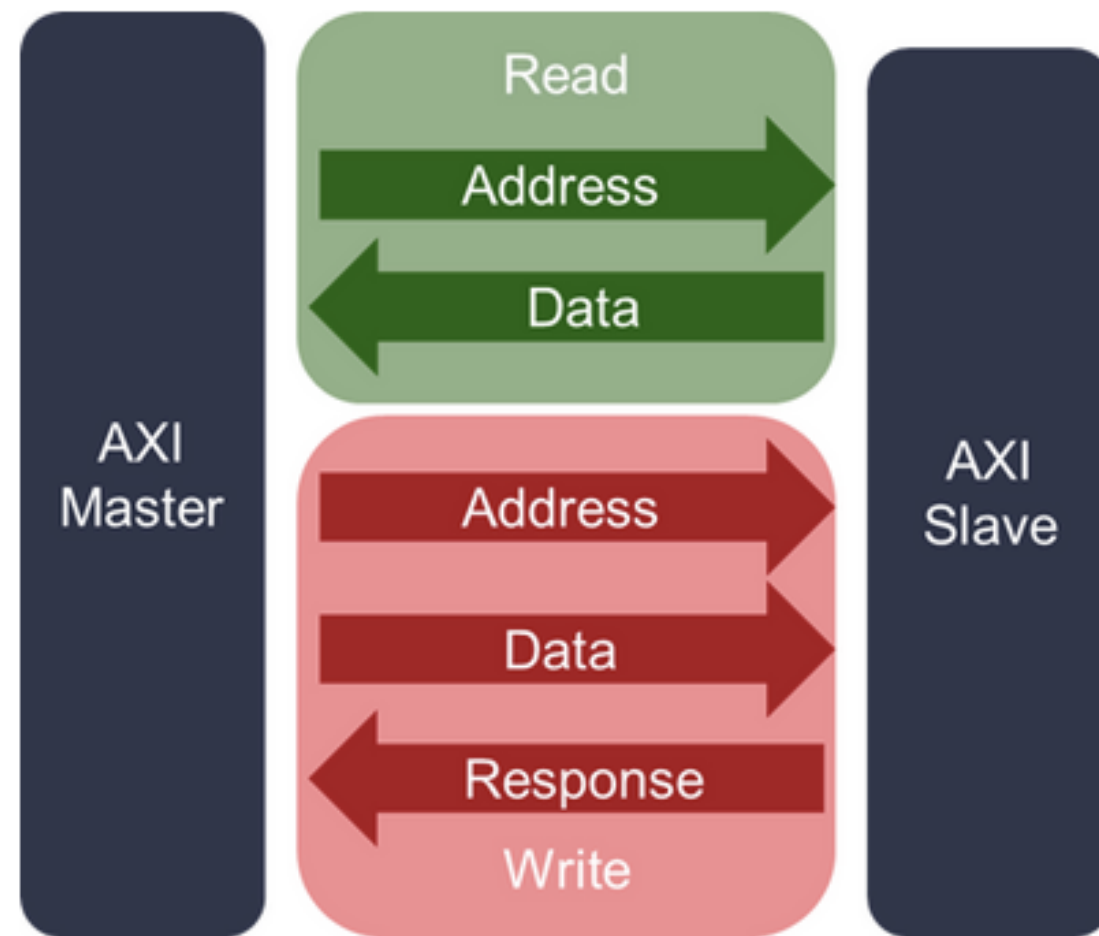 AXI
Master
Read
Address
Data
Address
Data
Response
Write
AXI
Slave